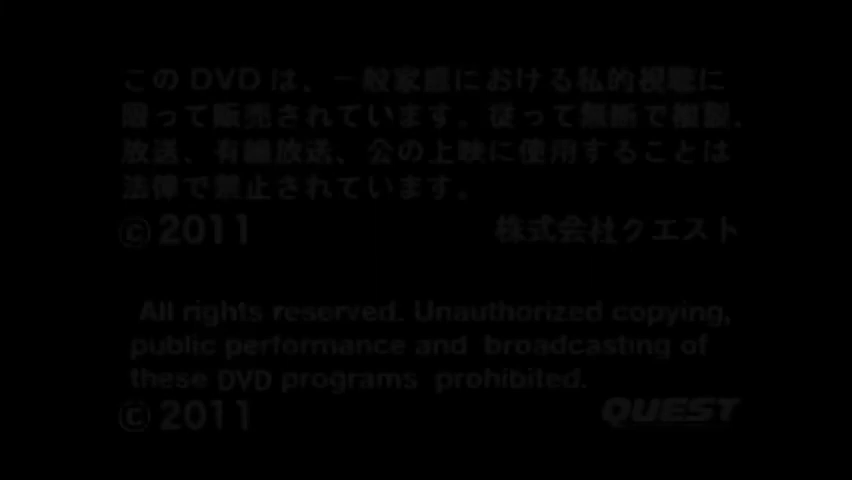 このDVDは、一般家庭における私的視聴に
限って販売されています。従って無断で複製、
放送、有線放送、公の上映に使用することは
法律で禁止されています。
© 2011 株式会社クエスト
All rights reserved. Unauthorized copying,
public performance and broadcasting of
these DVD programs prohibited.
© 2011 QUEST